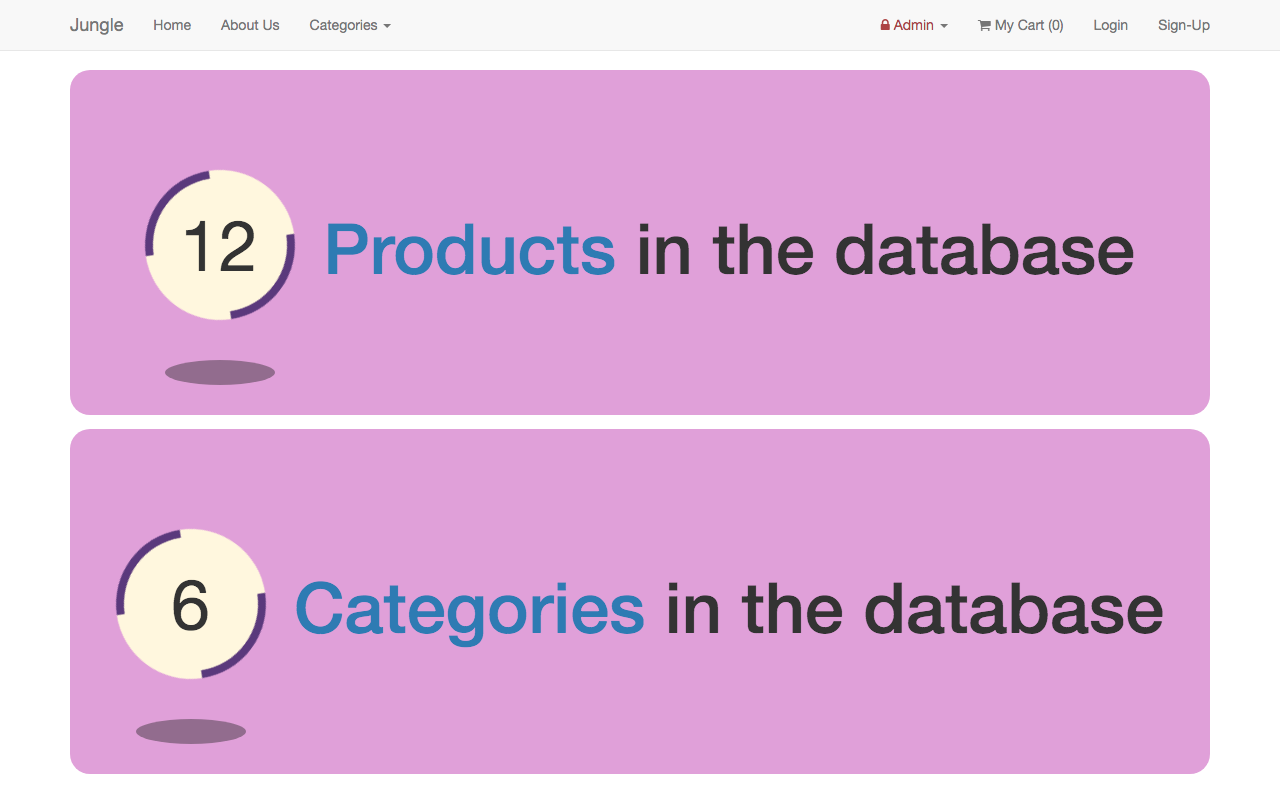 Jungle Home About Us Categories Admin My Cart (0) Login Sign-Up
12 Products in the database
6 Categories in the database